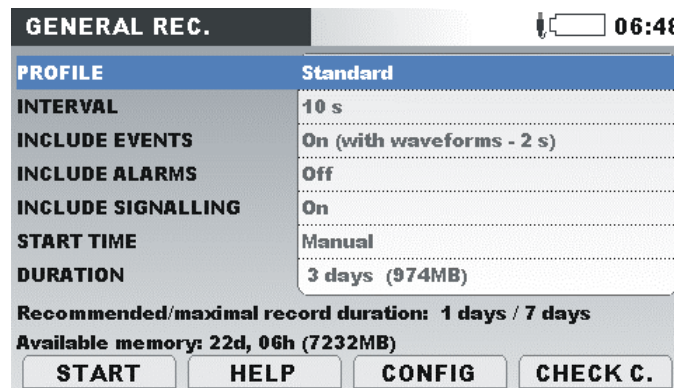 GENERAL REC. 06:48
PROFILE Standard
INTERVAL 10 s
INCLUDE EVENTS On (with waveforms - 2 s)
INCLUDE ALARMS Off
INCLUDE SIGNALLING On
START TIME Manual
DURATION 3 days (974MB)
Recommended/maximal record duration: 1 days / 7 days
Available memory: 22d, 06h (7232MB)
START HELP CONFIG CHECK C.